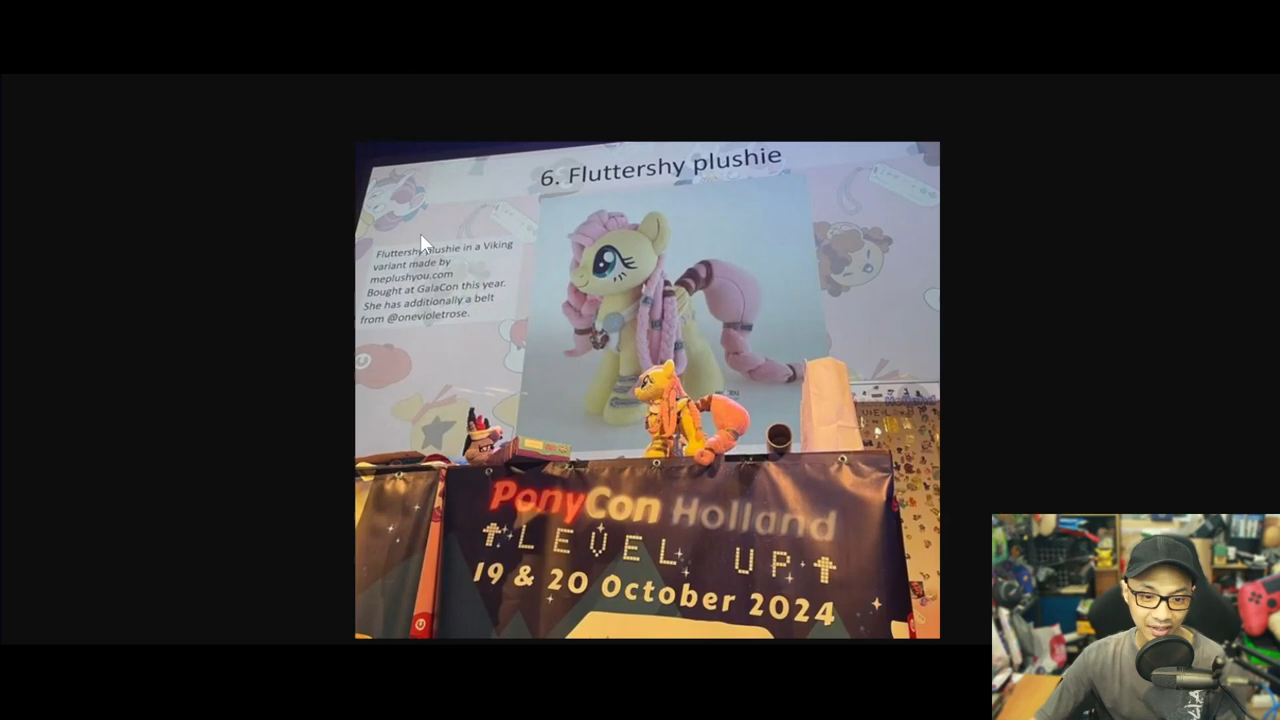 6. Fluttershy plushie
Fluttershy plushie in a Viking
variant made by
meplushyou.com
Bought at GalaCon this year.
She has additionally a belt
from @onevioletrose.
PonyCon Holland
LEVEL UP
19 & 20 October 2024